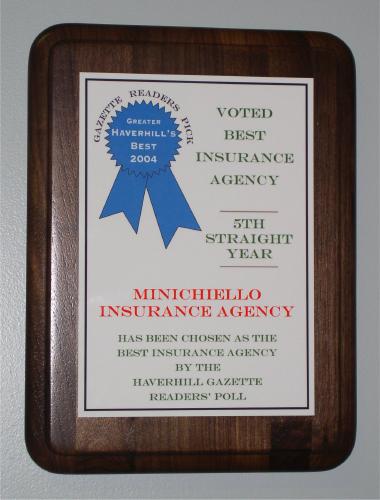 GAZETTE READERS PICK
GREATER
HAVERHILL'S
BEST
2004
VOTED
BEST
INSURANCE
AGENCY
5TH
STRAIGHT
YEAR
MINICHIELLO
INSURANCE AGENCY
HAS BEEN CHOSEN AS THE
BEST INSURANCE AGENCY
BY THE
HAVERHILL GAZETTE
READERS' POLL